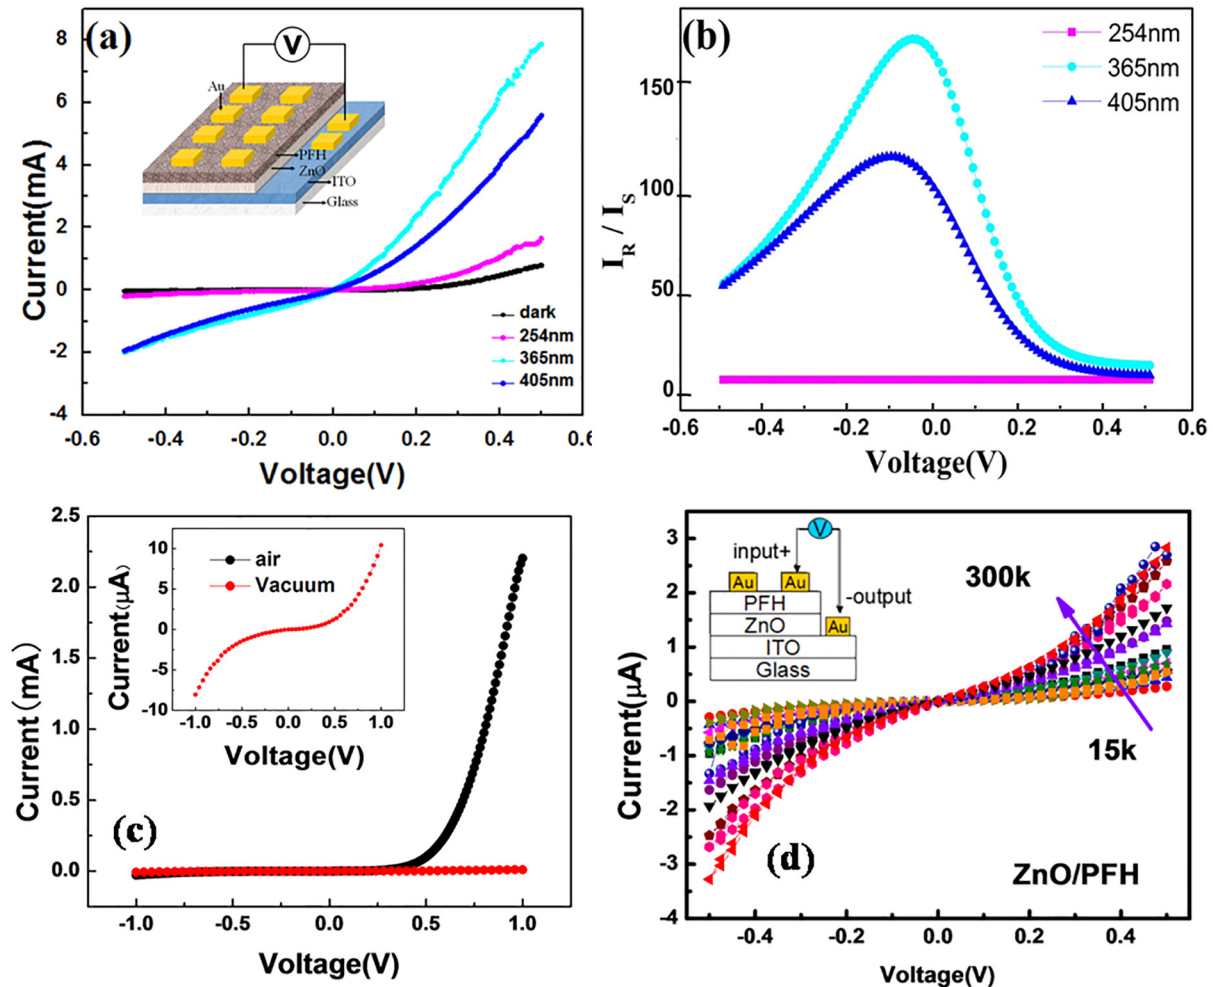 (a)
8
6
4
2
0
-2
-4
Current(mA)
V
Au
PFH
ZnO
ITO
Glass
dark
254nm
365nm
405nm
-0.6 -0.4 -0.2 0.0 0.2 0.4 0.6
Voltage(V)
(b)
254nm
365nm
405nm
150
100
50
0
I_R / I_S
-0.6 -0.4 -0.2 0.0 0.2 0.4 0.6
Voltage(V)
2.5
2.0
1.5
1.0
0.5
0.0
Current (mA)
air
Vacuum
10
5
0
-5
-10
Current(μA)
-1.0 -0.5 0.0 0.5 1.0
Voltage(V)
(c)
-1.0 -0.5 0.0 0.5 1.0
Voltage(V)
3
2
1
0
-1
-2
-3
-4
Current(μA)
V
input+
-output
Au Au
PFH
ZnO
Au
ITO
Glass
300k
15k
(d)
ZnO/PFH
-0.4 -0.2 0.0 0.2 0.4
Voltage(V)